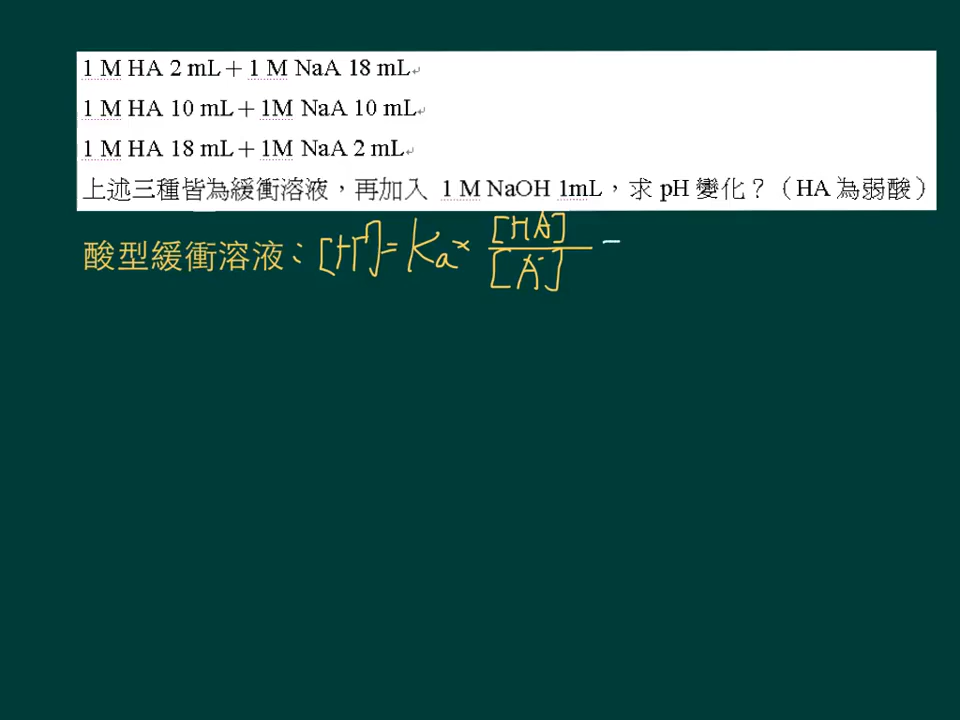 1 M HA 2 mL＋1 M NaA 18 mL↵
1 M HA 10 mL＋1M NaA 10 mL↵
1 M HA 18 mL＋1M NaA 2 mL↵
上述三種皆為緩衝溶液，再加入 1 M NaOH 1mL，求 pH 變化？（HA 為弱酸）
酸型緩衝溶液：[H⁺]=Ka×[HA]/[A⁻]